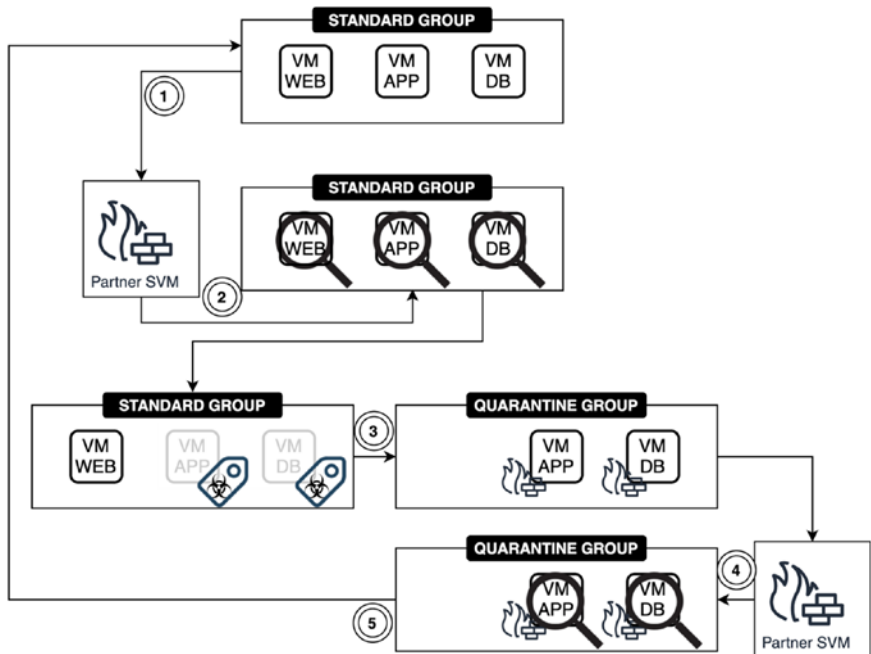 STANDARD GROUP
VM
WEB
VM
APP
VM
DB
1
STANDARD GROUP
VM
WEB
VM
APP
VM
DB
Partner SVM
2
STANDARD GROUP
VM
WEB
VM
APP
VM
DB
3
QUARANTINE GROUP
VM
APP
VM
DB
QUARANTINE GROUP
VM
APP
VM
DB
4
5
Partner SVM